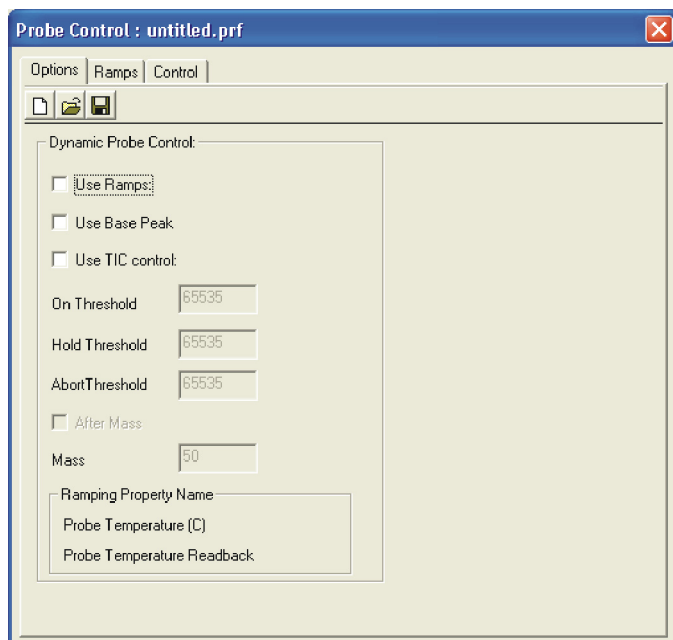 Probe Control : untitled.prf
Options Ramps Control
Dynamic Probe Control:
Use Ramps:
Use Base Peak
Use TIC control:
On Threshold 65535
Hold Threshold 65535
AbortThreshold 65535
After Mass
Mass 50
Ramping Property Name
Probe Temperature (C)
Probe Temperature Readback